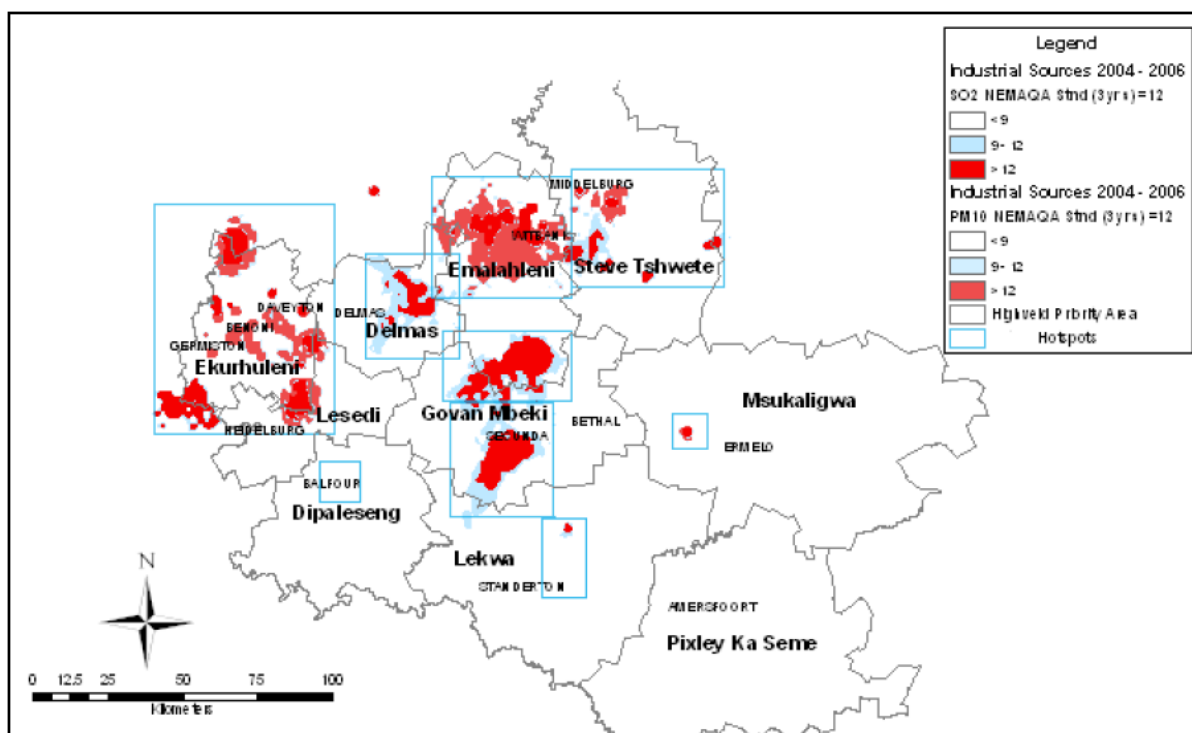 Legend
Industrial Sources 2004 - 2006
SO2 NEMAQA Stnd (3yrs) = 12
< 9
9 - 12
> 12
Industrial Sources 2004 - 2006
PM10 NEMAQA Stnd (3yrs) = 12
< 9
9 - 12
> 12
Highveld Priority Area
Hotspots
MIDDELBURG
WITBANK
Emalahleni
Steve Tshwete
DELMAS
Delmas
DAVEYTON
BENONI
GERMISTON
Ekurhuleni
Lesedi
HEIDELBURG
Govan Mbeki
SECUNDA
BETHAL
Msukaligwa
ERMELO
BALFOUR
Dipaleseng
Lekwa
STANDERTON
AMERSFOORT
Pixley Ka Seme
N
0 12.5 25 50 75 100
Kilometers